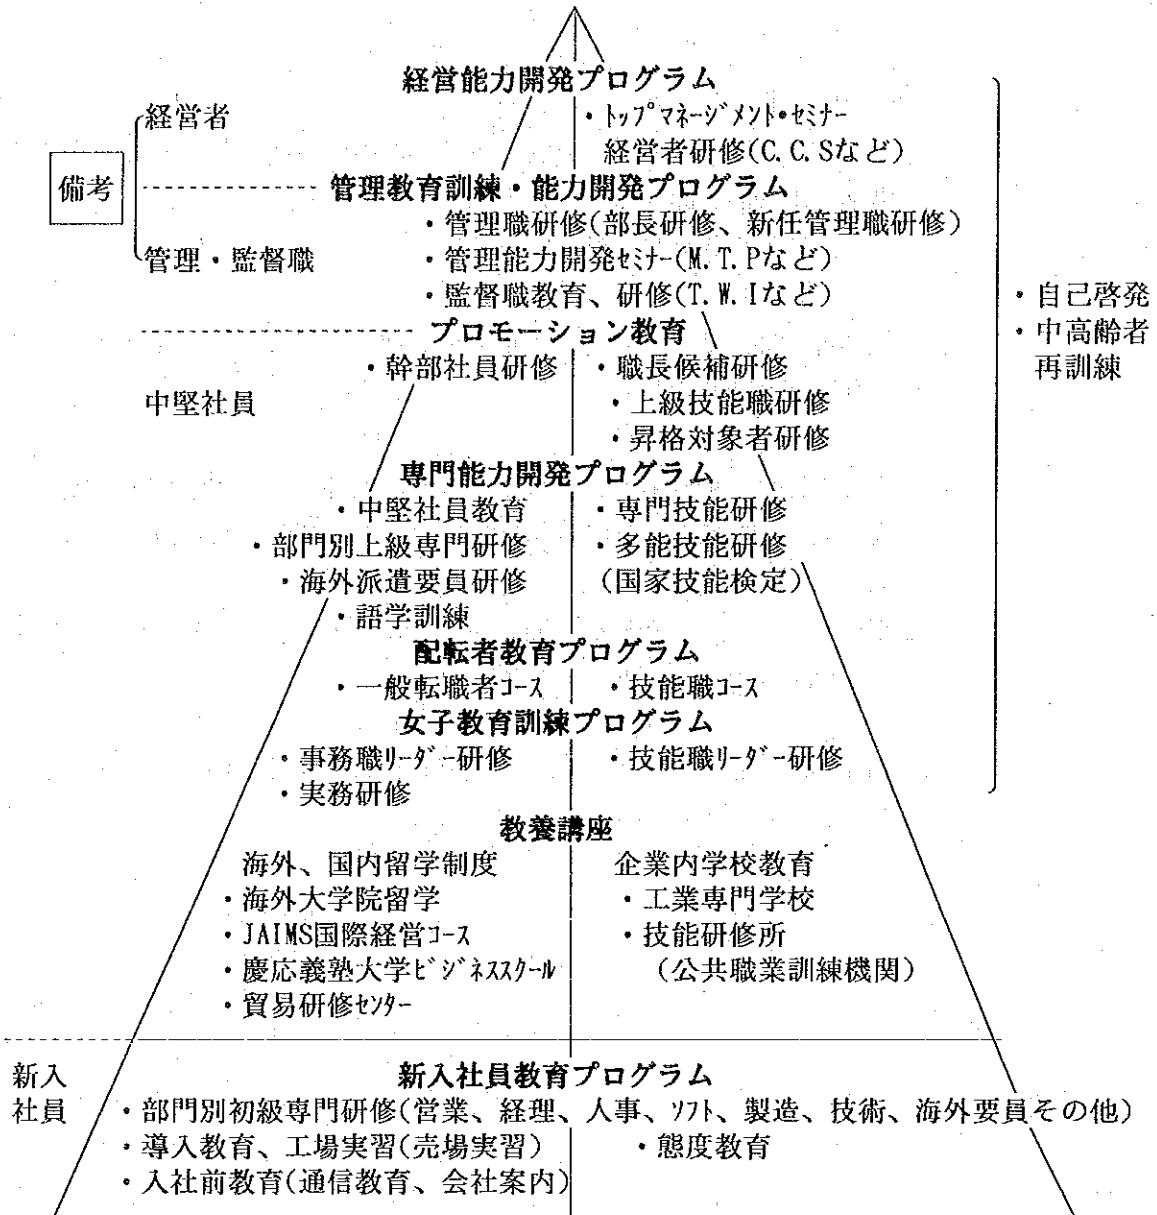 経営能力開発プログラム
経営者
・トップマネージメント・セミナー
経営者研修(C.C.Sなど)
備考
管理教育訓練・能力開発プログラム
・管理職研修(部長研修、新任管理職研修)
管理・監督職
・管理能力開発セミナー(M.T.Pなど)
・監督職教育、研修(T.W.Iなど)
・自己啓発
・中高齢者
再訓練
プロモーション教育
・幹部社員研修
・職長候補研修
中堅社員
・上級技能職研修
・昇格対象者研修
専門能力開発プログラム
・中堅社員教育
・専門技能研修
・部門別上級専門研修
・多能技能研修
・海外派遣要員研修
(国家技能検定)
・語学訓練
配転者教育プログラム
・一般転職者コース
・技能職コース
女子教育訓練プログラム
・事務職リーダー研修
・技能職リーダー研修
・実務研修
教養講座
海外、国内留学制度
企業内学校教育
・海外大学院留学
・工業専門学校
・JAIMS国際経営コース
・技能研修所
・慶応義塾大学ビジネススクール
(公共職業訓練機関)
・貿易研修センター
新入
社員
新入社員教育プログラム
・部門別初級専門研修(営業、経理、人事、ソフト、製造、技術、海外要員その他)
・導入教育、工場実習(売場実習)
・態度教育
・入社前教育(通信教育、会社案内)